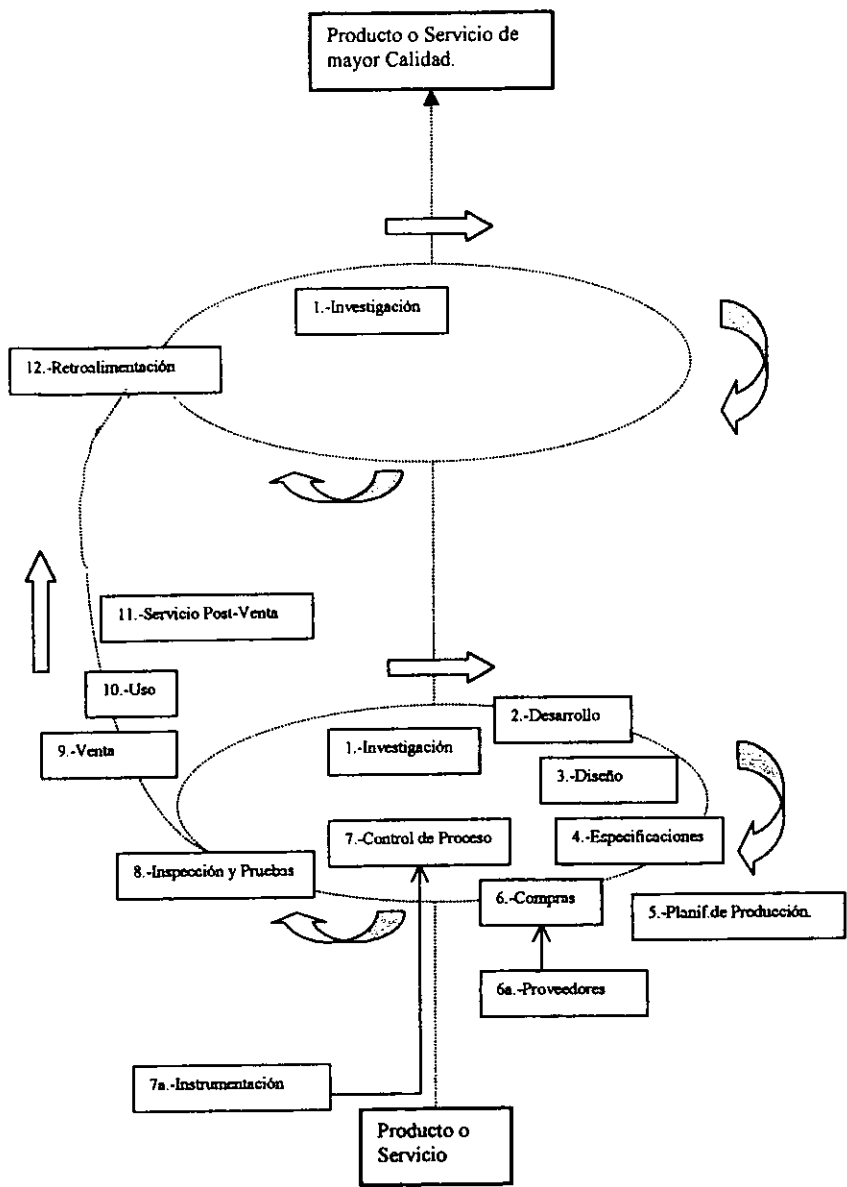 Producto o Servicio de
mayor Calidad.
1.-Investigación
12.-Retroalimentación
11.-Servicio Post-Venta
10.-Uso
9.-Venta
2.-Desarrollo
1.-Investigación
3.-Diseño
7.-Control de Proceso
4.-Especificaciones
8.-Inspección y Pruebas
6.-Compras
5.-Planif.de Producción.
6a.-Proveedores
7a.-Instrumentación
Producto o
Servicio